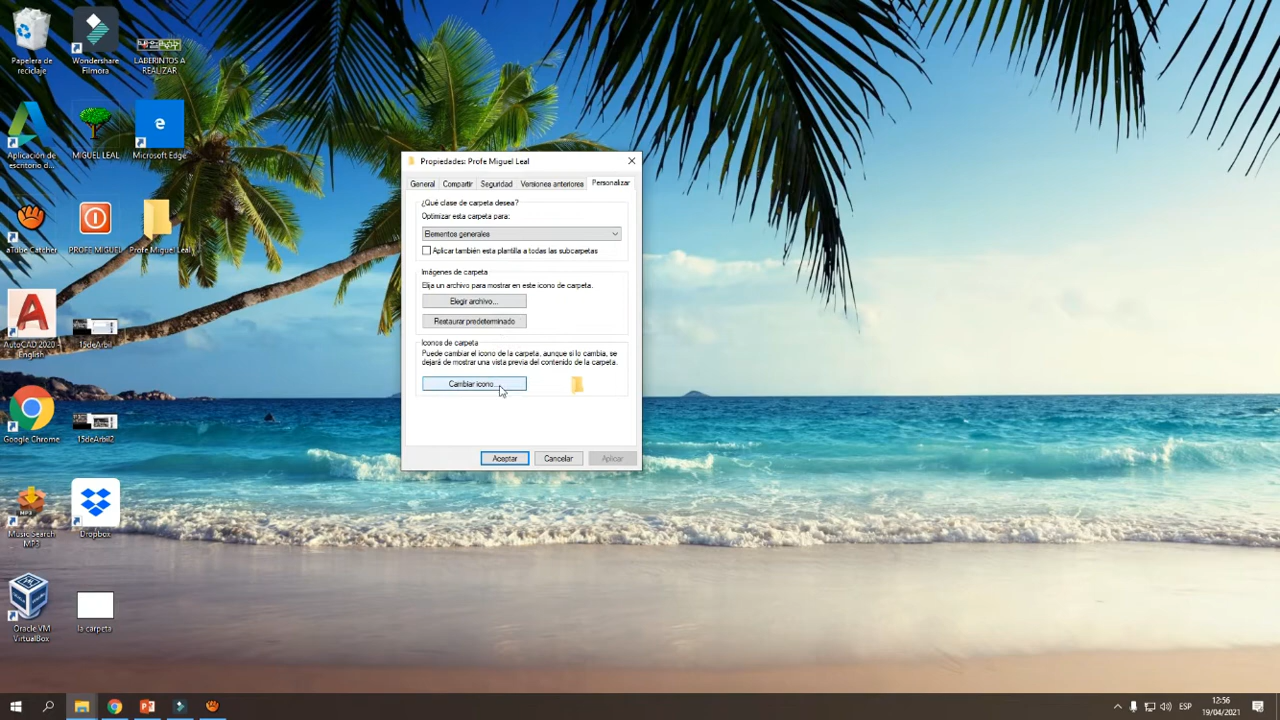 Papelera de
reciclaje
Wondershare
Filmora
LABERINTOS A
REALIZAR
Aplicación de
escritorio d...
MIGUEL LEAL
Microsoft Edge
aTube Catcher
PROFE MIGUEL
Profe Miguel Leal
AutoCAD 2020 -
English
15deArbil
Google Chrome
15deArbil2
MP3
Music Search
MP3
Dropbox
Oracle VM
VirtualBox
la carpeta
Propiedades: Profe Miguel Leal
General
Compartir
Seguridad
Versiones anteriores
Personalizar
¿Qué clase de carpeta desea?
Optimizar esta carpeta para:
Elementos generales
Aplicar también esta plantilla a todas las subcarpetas
Imágenes de carpeta
Elija un archivo para mostrar en este icono de carpeta.
Elegir archivo...
Restaurar predeterminado
Iconos de carpeta
Puede cambiar el icono de la carpeta, aunque si lo cambia, se
dejará de mostrar una vista previa del contenido de la carpeta.
Cambiar icono...
Aceptar
Cancelar
Aplicar
ESP
12:56
19/04/2021